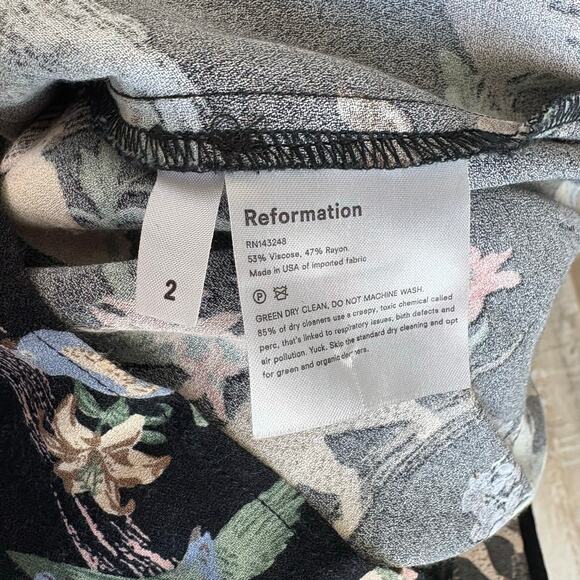 Reformation
RN143248
53% Viscose, 47% Rayon.
Made in USA of imported fabric
P
GREEN DRY CLEAN, DO NOT MACHINE WASH.
85% of dry cleaners use a creepy, toxic chemical called
perc, that's linked to respiratory issues, birth defects and
air pollution. Yuck. Skip the standard dry cleaning and opt
for green and organic cleaners.
2